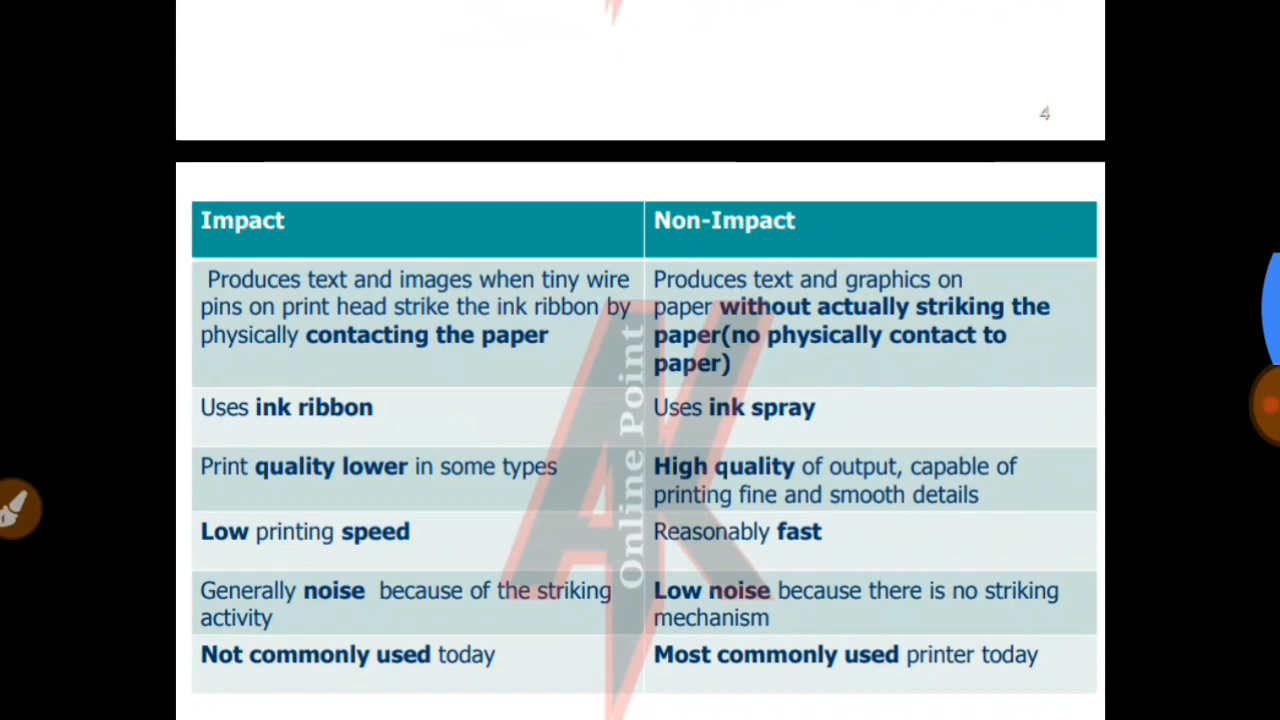 4
Impact
Non-Impact
Produces text and images when tiny wire
pins on print head strike the ink ribbon by
physically contacting the paper
Produces text and graphics on
paper without actually striking the
paper(no physically contact to
paper)
Uses ink ribbon
Uses ink spray
Print quality lower in some types
High quality of output, capable of
printing fine and smooth details
Low printing speed
Reasonably fast
Generally noise because of the striking
activity
Low noise because there is no striking
mechanism
Not commonly used today
Most commonly used printer today
AK
Online Point